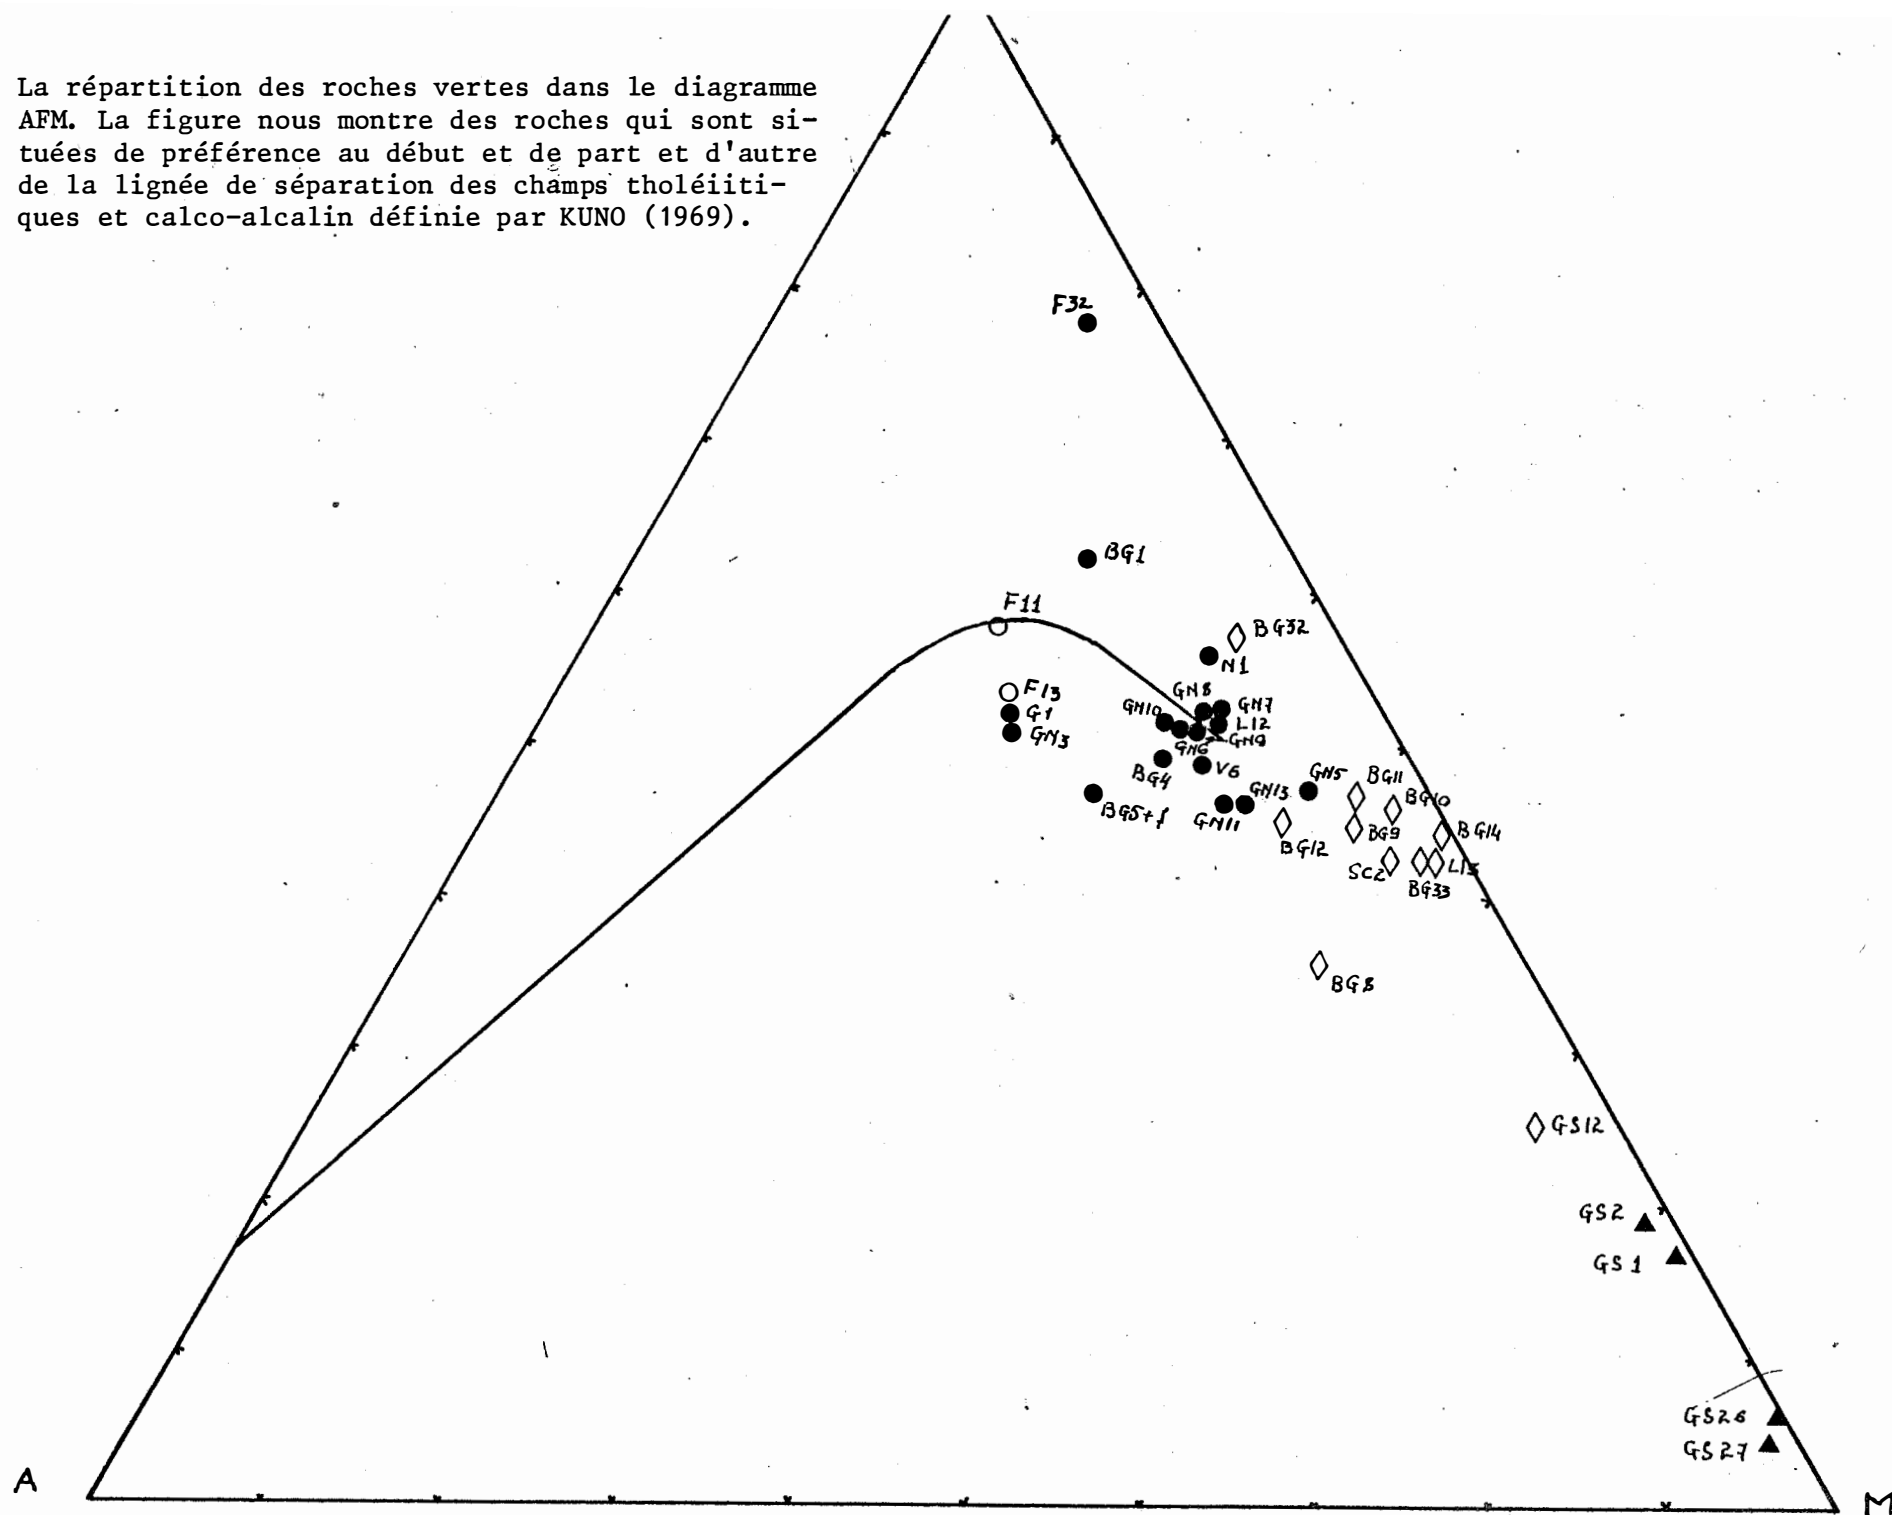 La répartition des roches vertes dans le diagramme
AFM. La figure nous montre des roches qui sont si-
tuées de préférence au début et de part et d'autre
de la lignée de séparation des champs tholéiiti-
ques et calco-alcalin définie par KUNO (1969).
F32
BG1
F11
BG32
N1
F13
GN8
GN7
G1
GN10
L12
GN3
GN9
GN6
BG4
V6
GN5
BG11
GN13
BG10
BG5+f
GN11
BG9
BG14
BG12
SC2
L13
BG33
BG8
GS12
GS2
GS1
GS26
GS27
A
M